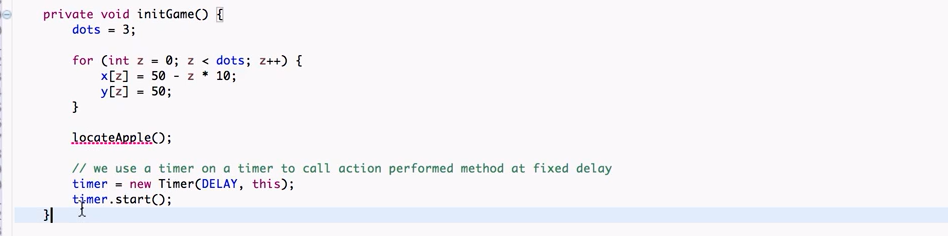 private void initGame() {
dots = 3;
for (int z = 0; z < dots; z++) {
x[z] = 50 - z * 10;
y[z] = 50;
}
locateApple();
// we use a timer on a timer to call action performed method at fixed delay
timer = new Timer(DELAY, this);
timer.start();
}